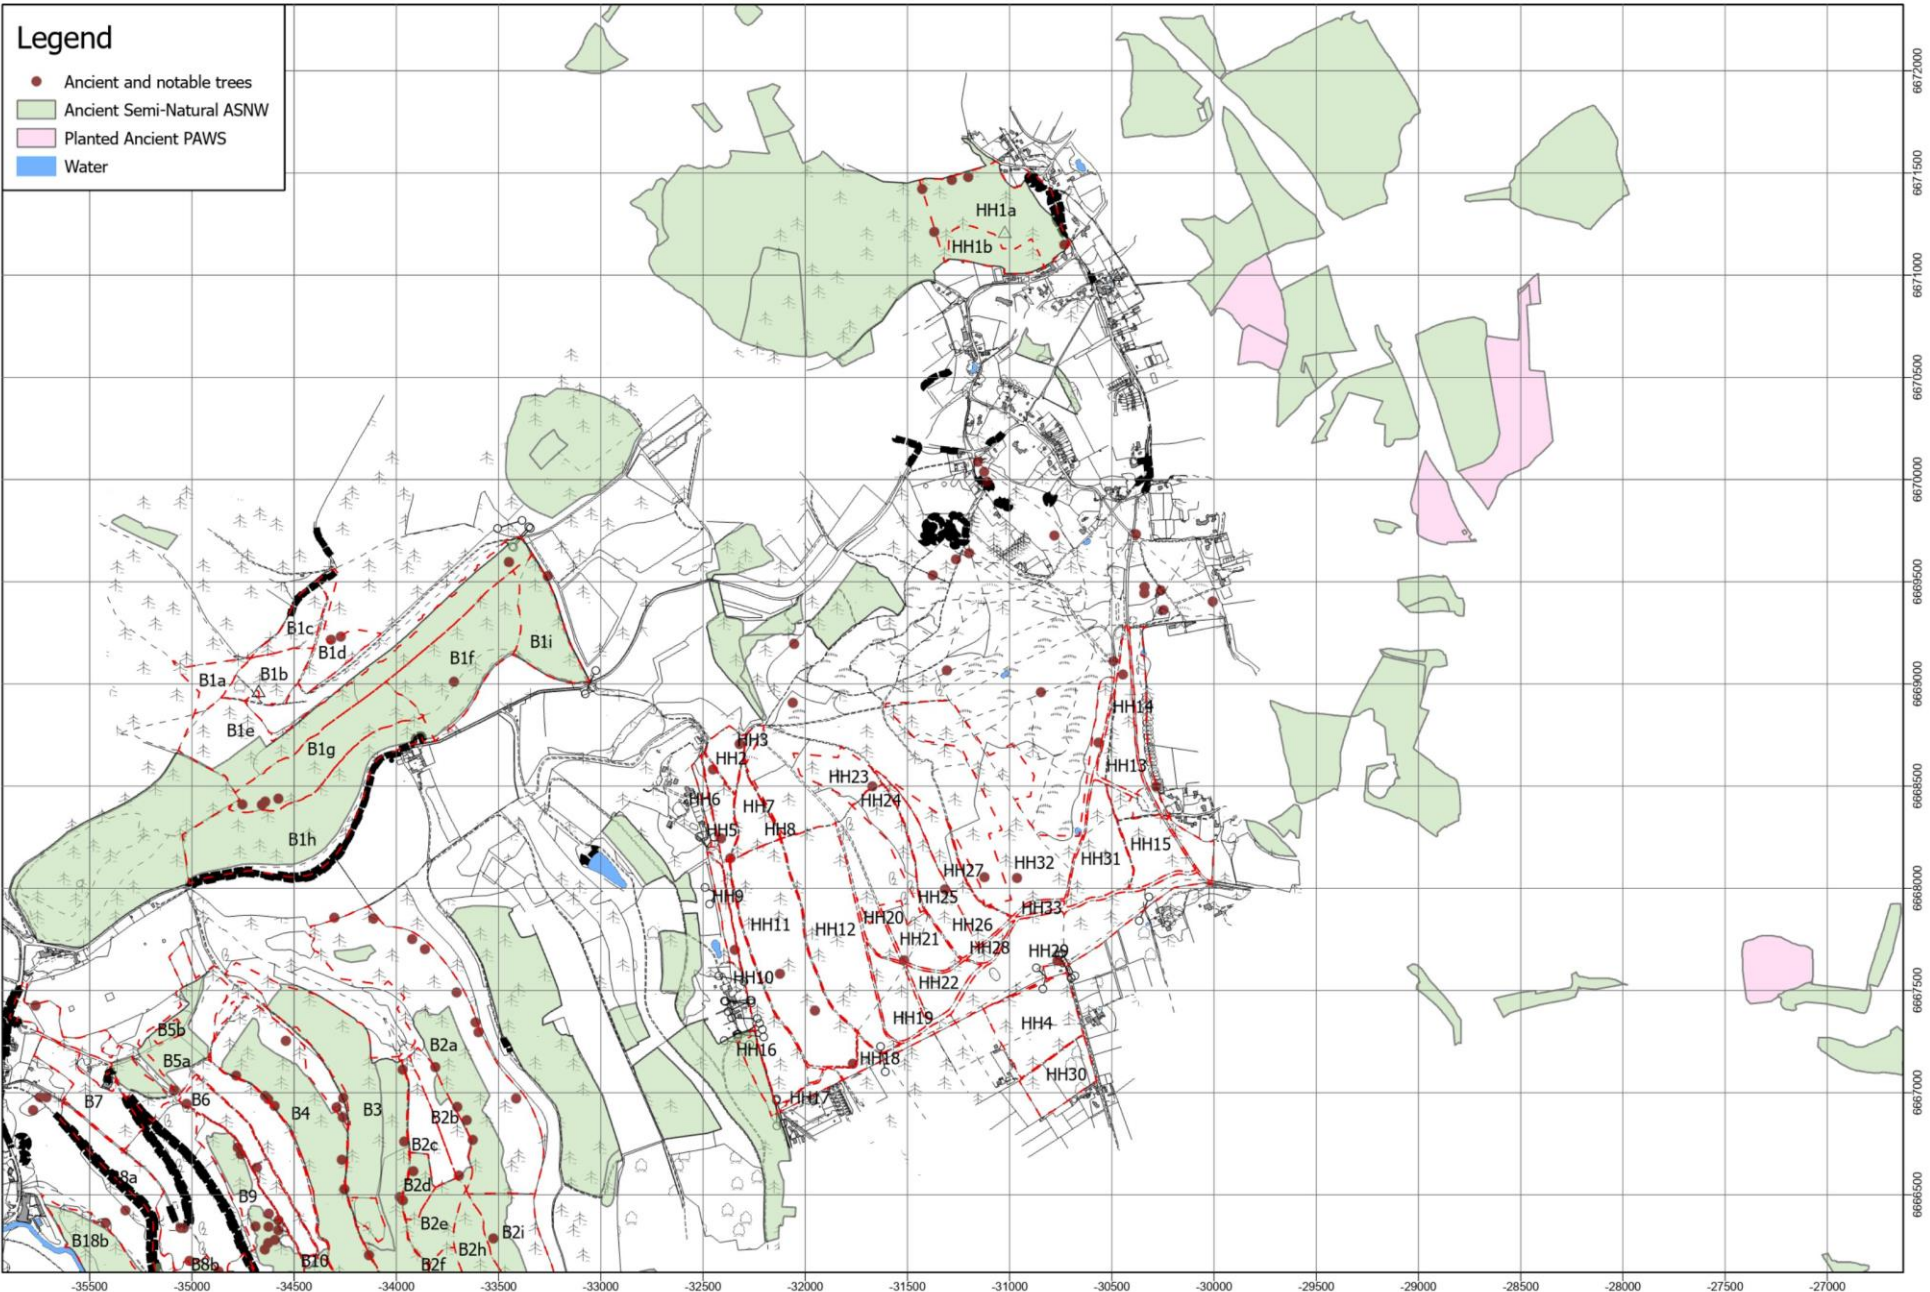 Legend
Ancient and notable trees
Ancient Semi-Natural ASNW
Planted Ancient PAWS
Water
HH1a
HH1b
B1c
B1d
B1b
B1a
B1e
B1f
B1i
B1g
B1h
HH14
HH3
HH2
HH13
HH23
HH24
HH6
HH7
HH8
HH5
HH15
HH31
HH32
HH27
HH9
HH25
HH33
HH20
HH26
HH11
HH12
HH21
HH28
HH29
HH10
HH22
HH19
HH4
HH16
HH18
HH30
HH17
B5b
B5a
B2a
B7
B6
B4
B3
B2b
B2c
B8a
B2d
B9
B2e
B2i
B18b
B2h
B8b
B10
B2f
6672000
6671500
6671000
6670500
6670000
6669500
6669000
6668500
6668000
6667500
6667000
6666500
-35500
-35000
-34500
-34000
-33500
-33000
-32500
-32000
-31500
-31000
-30500
-30000
-29500
-29000
-28500
-28000
-27500
-27000